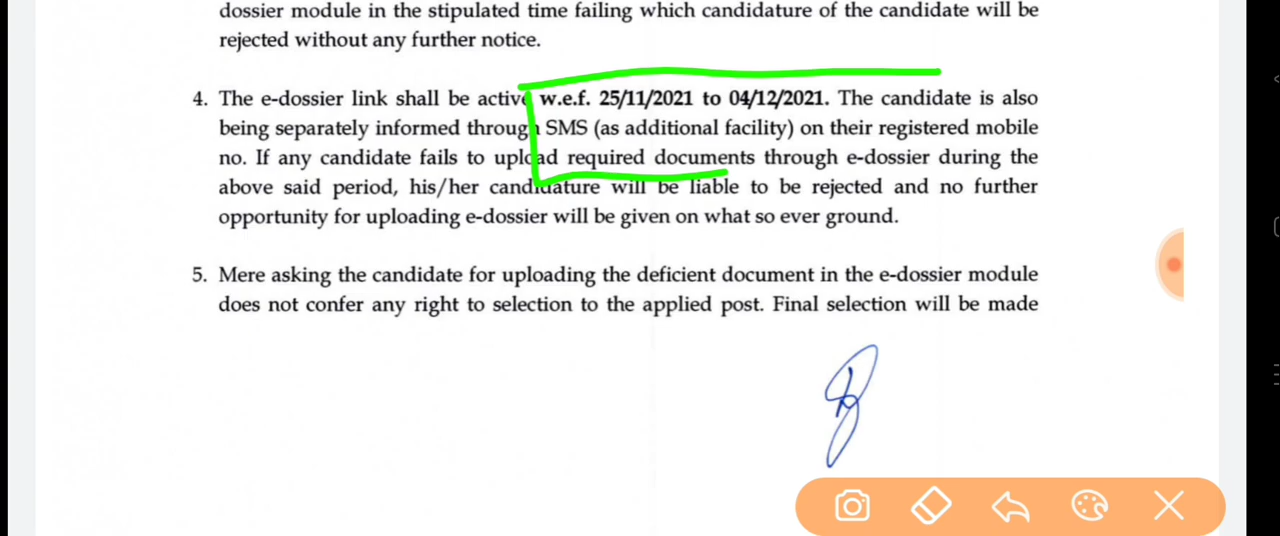 dossier module in the stipulated time failing which candidature of the candidate will be
rejected without any further notice.
4. The e-dossier link shall be active w.e.f. 25/11/2021 to 04/12/2021. The candidate is also
being separately informed through SMS (as additional facility) on their registered mobile
no. If any candidate fails to upload required documents through e-dossier during the
above said period, his/her candidature will be liable to be rejected and no further
opportunity for uploading e-dossier will be given on what so ever ground.
5. Mere asking the candidate for uploading the deficient document in the e-dossier module
does not confer any right to selection to the applied post. Final selection will be made